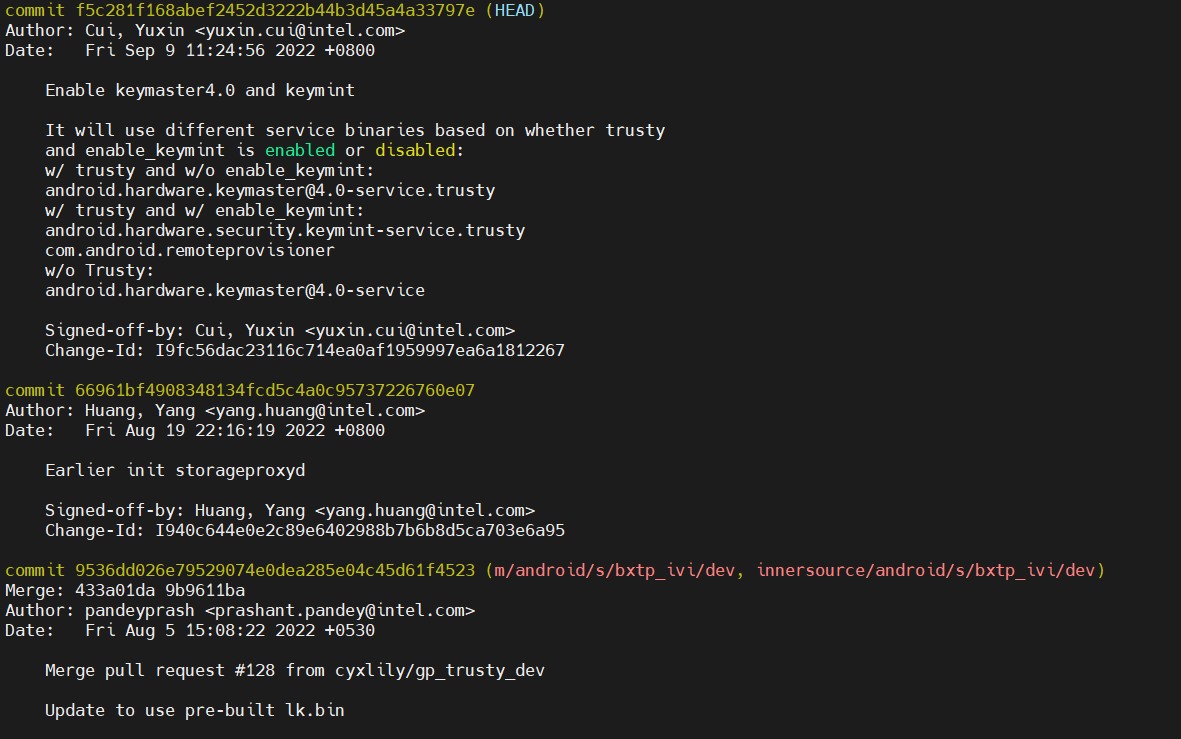 commit f5c281f168abef2452d3222b44b3d45a4a33797e (HEAD)
Author: Cui, Yuxin <yuxin.cui@intel.com>
Date:   Fri Sep 9 11:24:56 2022 +0800

    Enable keymaster4.0 and keymint

    It will use different service binaries based on whether trusty
    and enable_keymint is enabled or disabled:
    w/ trusty and w/o enable_keymint:
    android.hardware.keymaster@4.0-service.trusty
    w/ trusty and w/ enable_keymint:
    android.hardware.security.keymint-service.trusty
    com.android.remoteprovisioner
    w/o Trusty:
    android.hardware.keymaster@4.0-service

    Signed-off-by: Cui, Yuxin <yuxin.cui@intel.com>
    Change-Id: I9fc56dac23116c714ea0af1959997ea6a1812267

commit 66961bf4908348134fcd5c4a0c95737226760e07
Author: Huang, Yang <yang.huang@intel.com>
Date:   Fri Aug 19 22:16:19 2022 +0800

    Earlier init storageproxyd

    Signed-off-by: Huang, Yang <yang.huang@intel.com>
    Change-Id: I940c644e0e2c89e6402988b7b6b8d5ca703e6a95

commit 9536dd026e79529074e0dea285e04c45d61f4523 (m/android/s/bxtp_ivi/dev, innersource/android/s/bxtp_ivi/dev)
Merge: 433a01da 9b9611ba
Author: pandeyprash <prashant.pandey@intel.com>
Date:   Fri Aug 5 15:08:22 2022 +0530

    Merge pull request #128 from cyxlily/gp_trusty_dev

    Update to use pre-built lk.bin